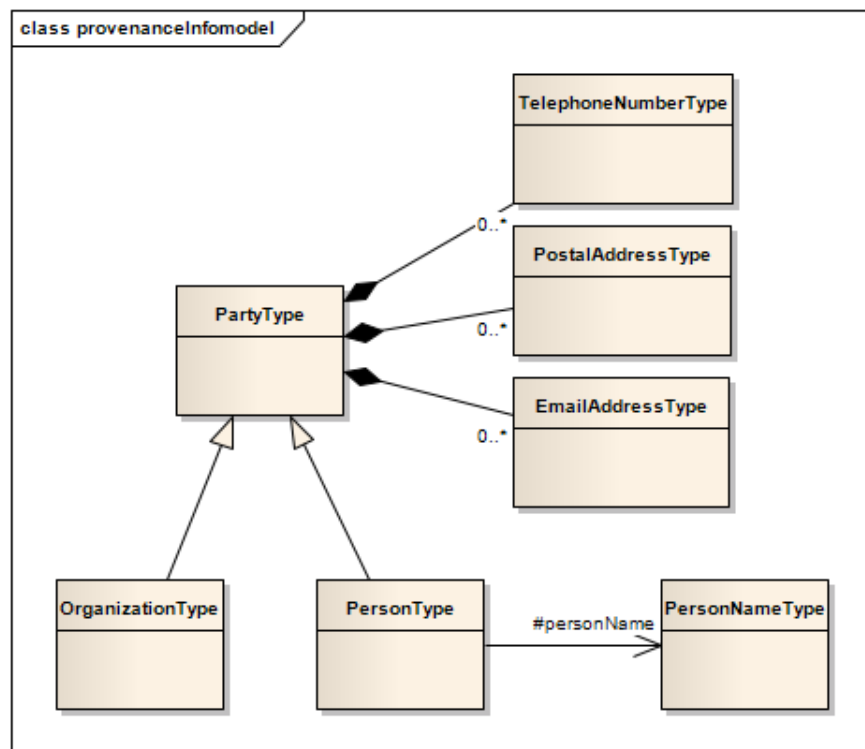 class provenanceInfomodel
TelephoneNumberType
0..*
PostalAddressType
0..*
PartyType
EmailAddressType
0..*
OrganizationType
PersonType
#personName
PersonNameType